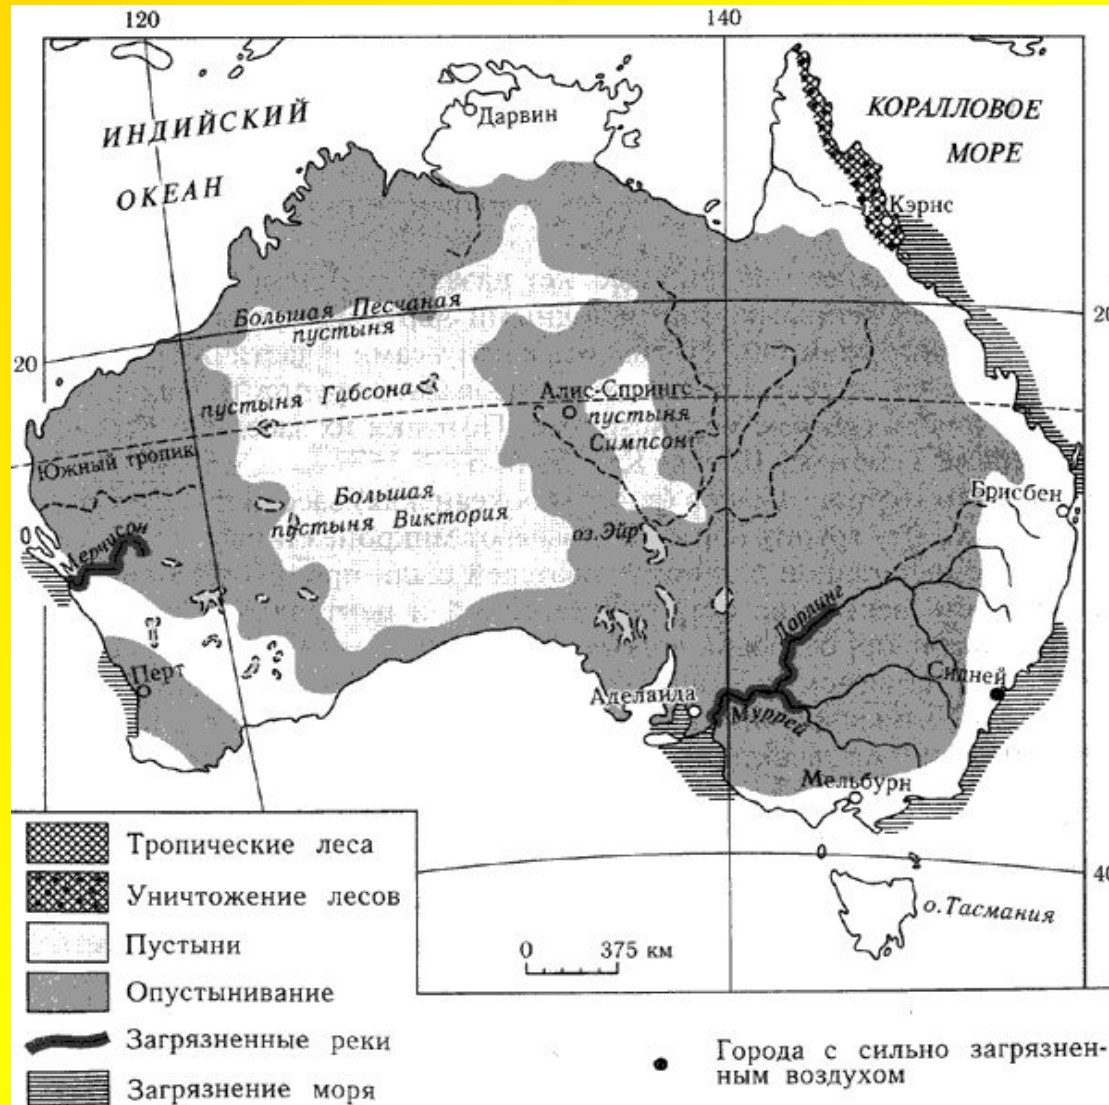 120
140
ИНДИЙСКИЙ
ОКЕАН
Дарвин
КОРАЛЛОВОЕ
МОРЕ
Кэрнс
Большая Песчаная
пустыня
20
20
пустыня Гибсона
Алис-Спрингс
пустыня
Симпсон
Южный тропик
Большая
пустыня Виктория
оз.Эйр
Брисбен
Мерчисон
Дарлинг
Перт
Сидней
Аделаида
Муррей
Мельбурн
40
о.Тасмания
0 375 км
Тропические леса
Уничтожение лесов
Пустыни
Опустынивание
Загрязненные реки
Загрязнение моря
Города с сильно загрязнен-
ным воздухом